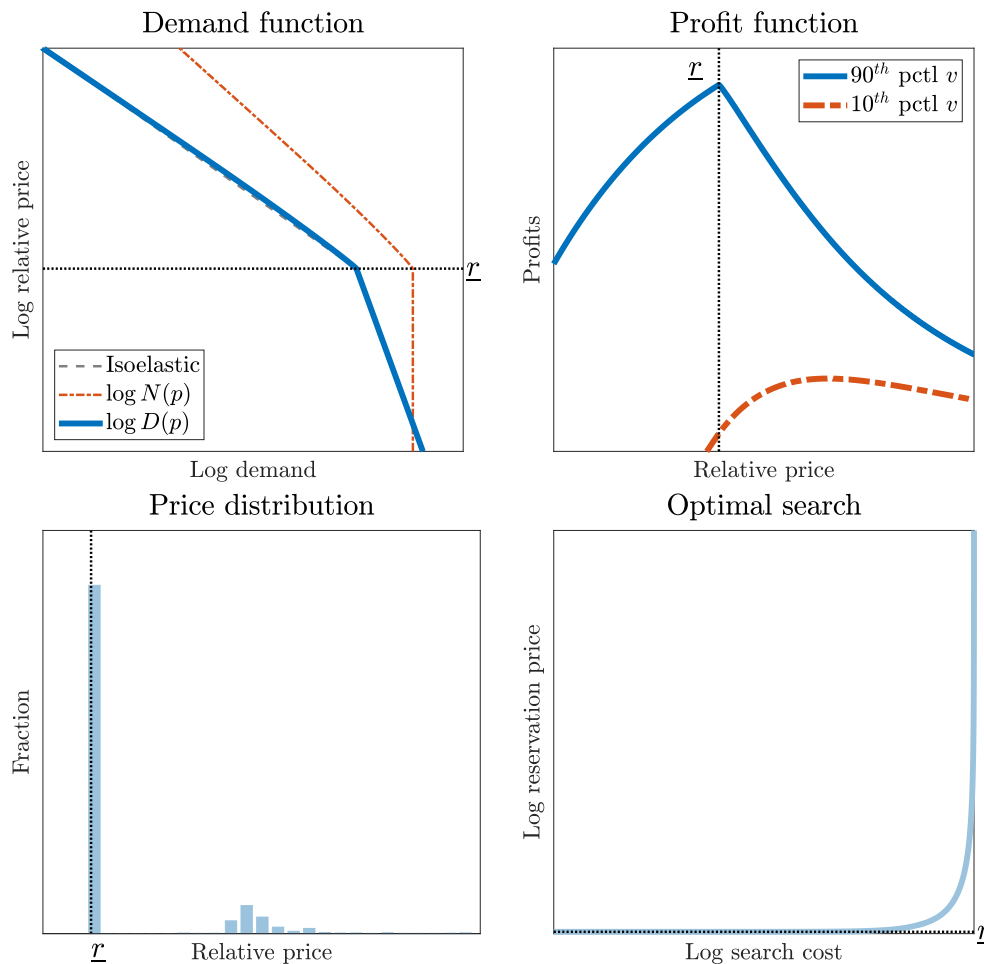 Demand function
Log relative price
r
Isoelastic
log N(p)
log D(p)
Log demand
Profit function
r
90th pctl v
10th pctl v
Profits
Relative price
Price distribution
Fraction
r
Relative price
Optimal search
Log reservation price
r
Log search cost